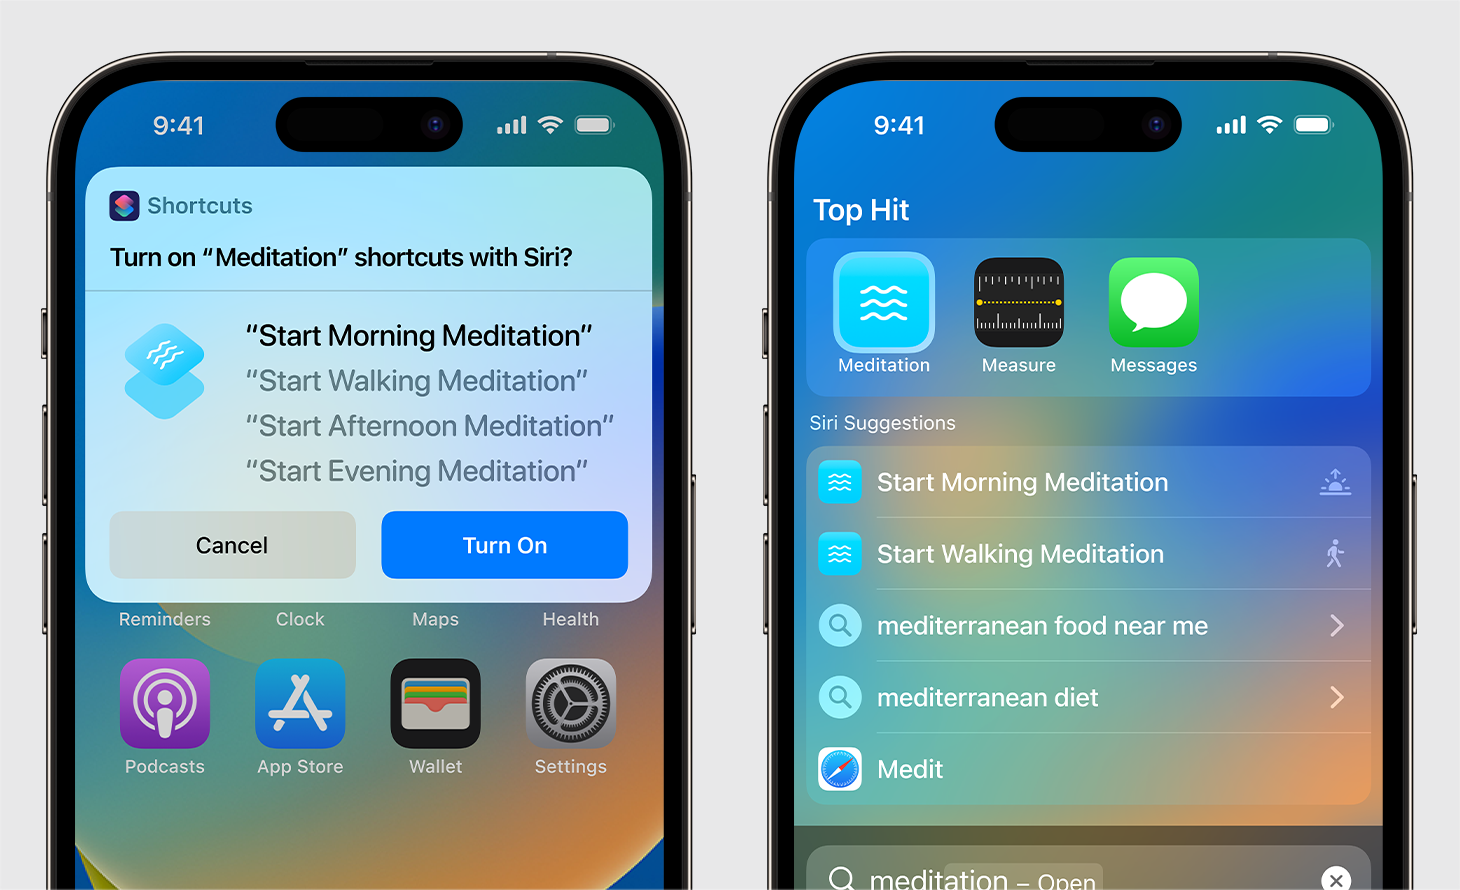 9:41
Shortcuts
Turn on “Meditation” shortcuts with Siri?
“Start Morning Meditation”
“Start Walking Meditation”
“Start Afternoon Meditation”
“Start Evening Meditation”
Cancel Turn On
Reminders Clock Maps Health
Podcasts App Store Wallet Settings
9:41
Top Hit
Meditation Measure Messages
Siri Suggestions
Start Morning Meditation
Start Walking Meditation
mediterranean food near me
mediterranean diet
Medit
meditation – Open